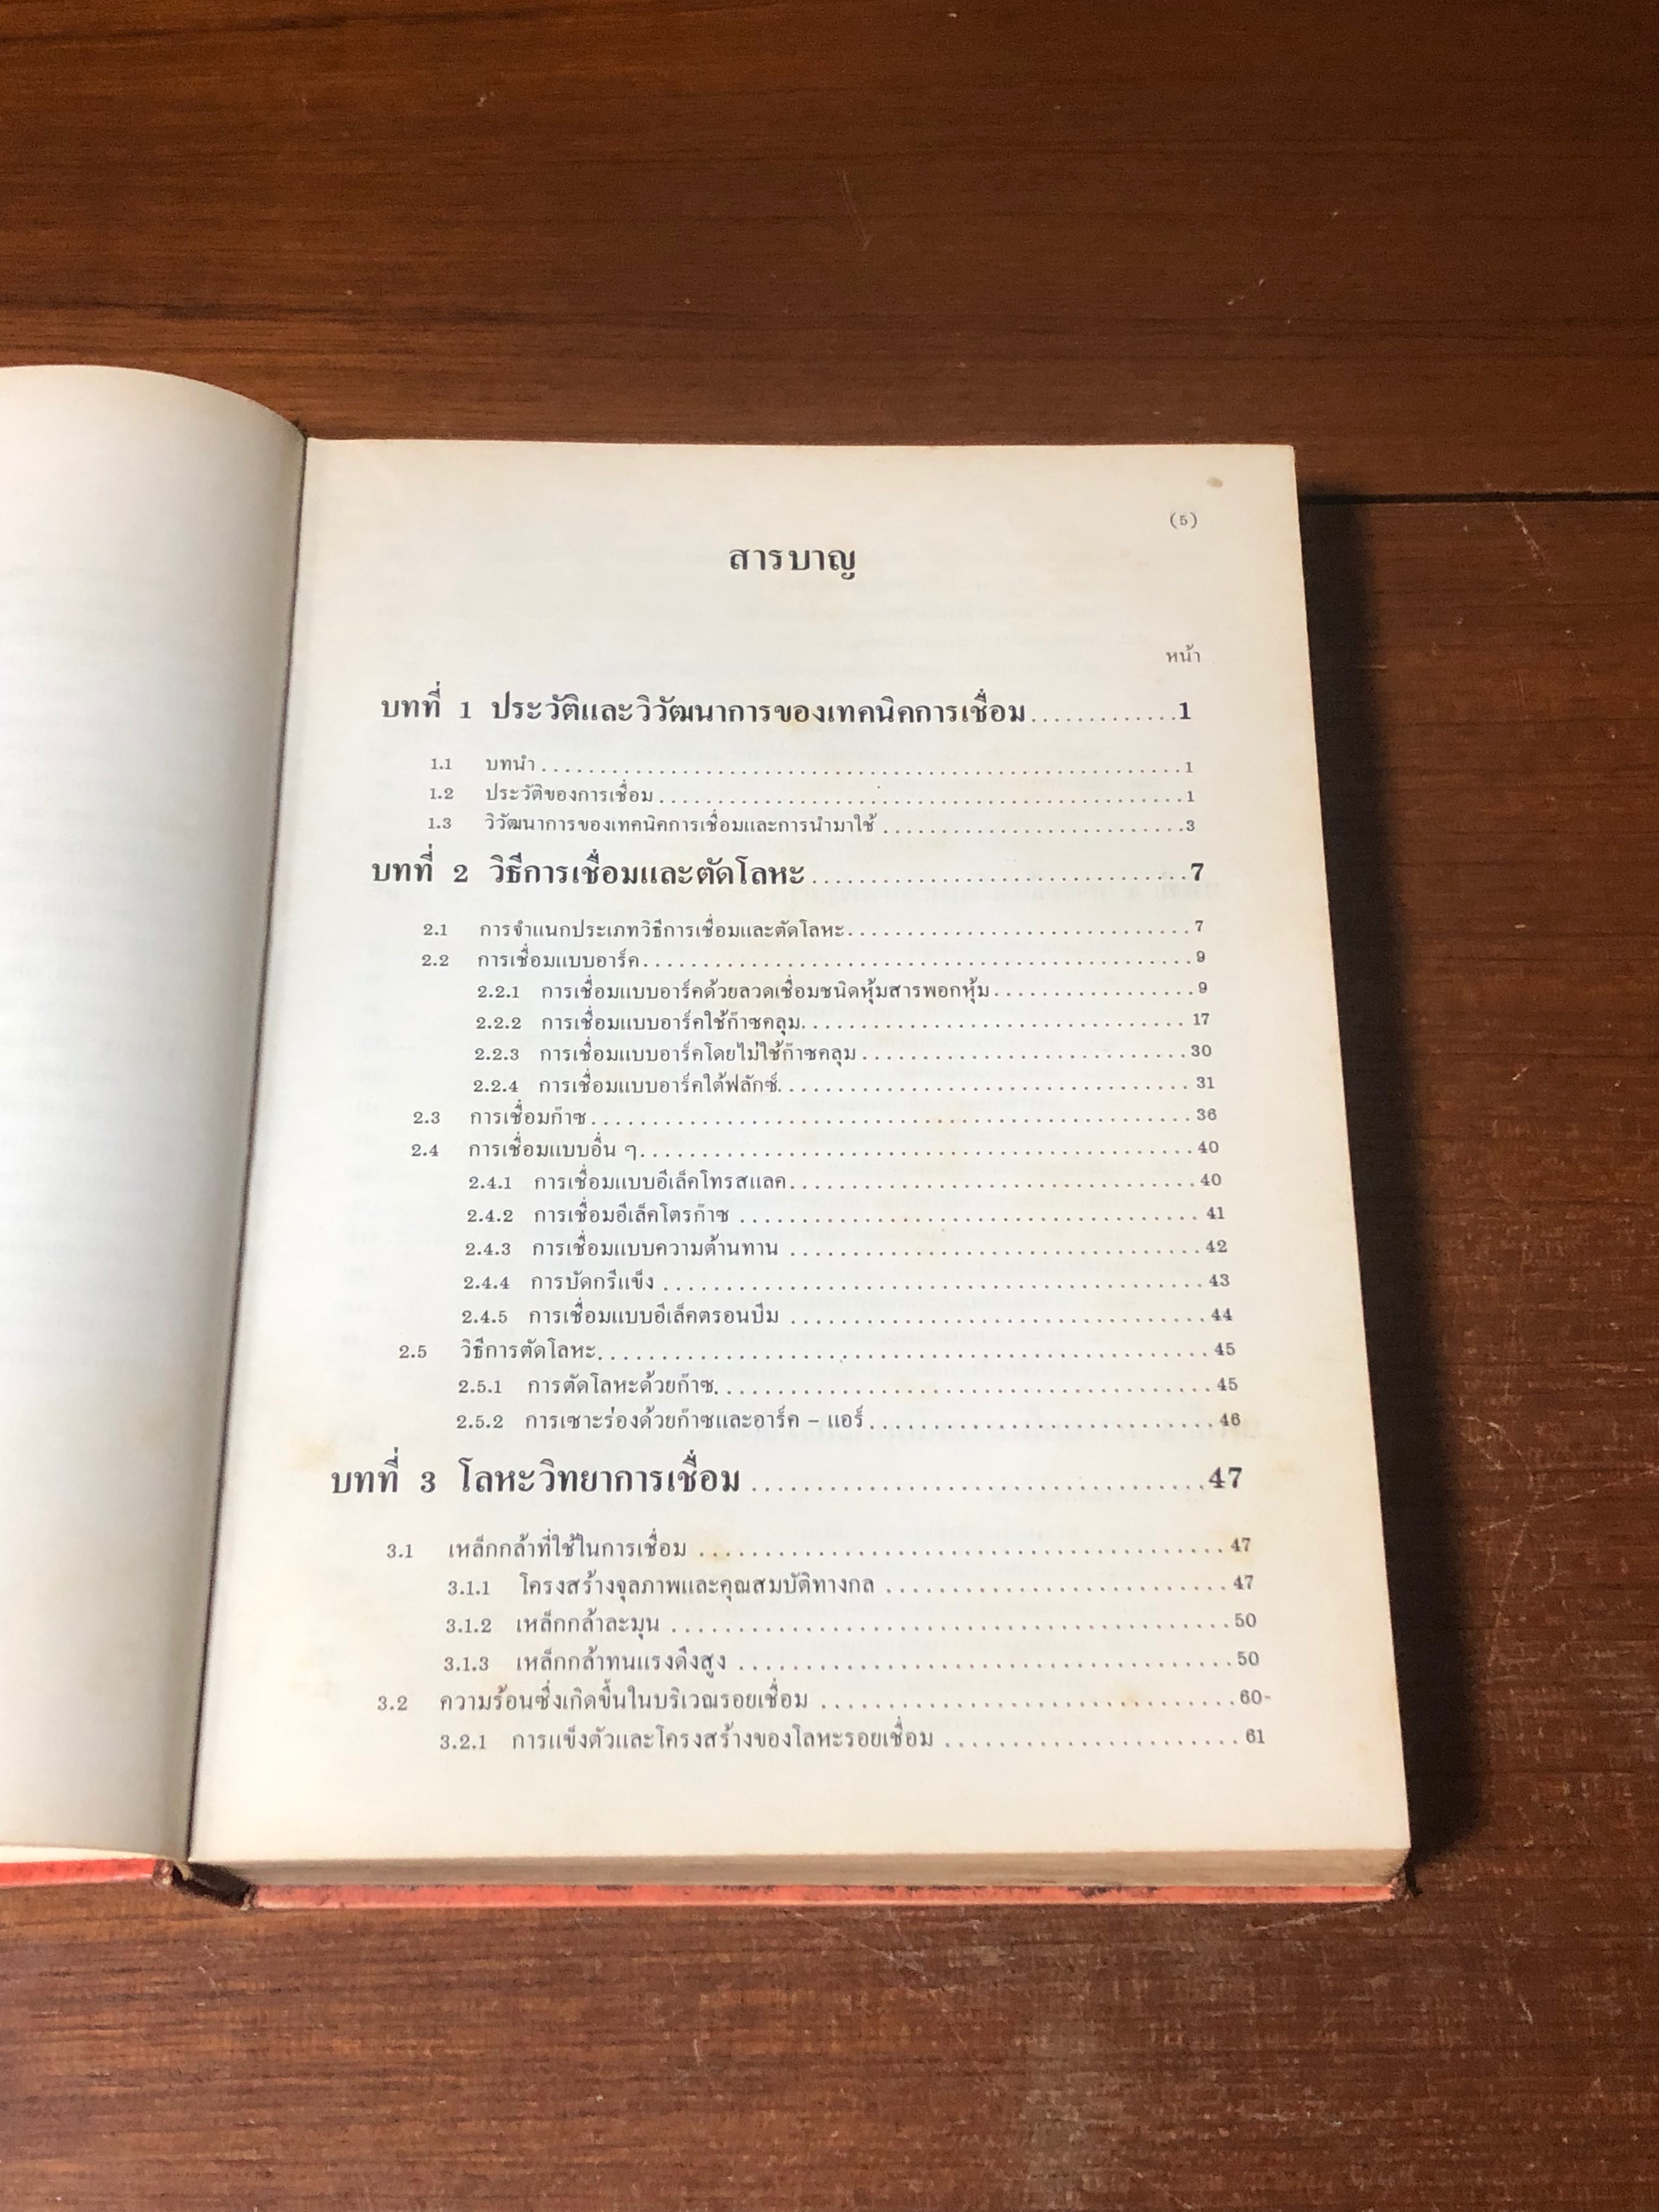 (5)
สารบาญ
หน้า
บทที่ 1 ประวัติและวิวัฒนาการของเทคนิคการเชื่อม.............1
1.1 บทนำ.......................................................1
1.2 ประวัติของการเชื่อม.............................................1
1.3 วิวัฒนาการของเทคนิคการเชื่อมและการนำมาใช้..........................3
บทที่ 2 วิธีการเชื่อมและตัดโลหะ.................................7
2.1 การจำแนกประเภทวิธีการเชื่อมและตัดโลหะ.............................7
2.2 การเชื่อมแบบอาร์ค...............................................9
2.2.1 การเชื่อมแบบอาร์คด้วยลวดเชื่อมชนิดหุ้มสารพอกหุ้ม.................9
2.2.2 การเชื่อมแบบอาร์คใช้ก๊าซคลุม.................................17
2.2.3 การเชื่อมแบบอาร์คโดยไม่ใช้ก๊าซคลุม............................30
2.2.4 การเชื่อมแบบอาร์คใต้ฟลักซ์...................................31
2.3 การเชื่อมก๊าซ...................................................36
2.4 การเชื่อมแบบอื่น ๆ...............................................40
2.4.1 การเชื่อมแบบอีเล็คโทรสแลค...................................40
2.4.2 การเชื่อมอีเล็คโตรก๊าซ.......................................41
2.4.3 การเชื่อมแบบความต้านทาน...................................42
2.4.4 การบัดกรีแข็ง..............................................43
2.4.5 การเชื่อมแบบอีเล็คตรอนบีม...................................44
2.5 วิธีการตัดโลหะ..................................................45
2.5.1 การตัดโลหะด้วยก๊าซ.........................................45
2.5.2 การเซาะร่องด้วยก๊าซและอาร์ค – แอร์............................46
บทที่ 3 โลหะวิทยาการเชื่อม....................................47
3.1 เหล็กกล้าที่ใช้ในการเชื่อม..........................................47
3.1.1 โครงสร้างจุลภาพและคุณสมบัติทางกล...........................47
3.1.2 เหล็กกล้าละมุน.............................................50
3.1.3 เหล็กกล้าทนแรงดึงสูง........................................50
3.2 ความร้อนซึ่งเกิดขึ้นในบริเวณรอยเชื่อม................................60-
3.2.1 การแข็งตัวและโครงสร้างของโลหะรอยเชื่อม......................61